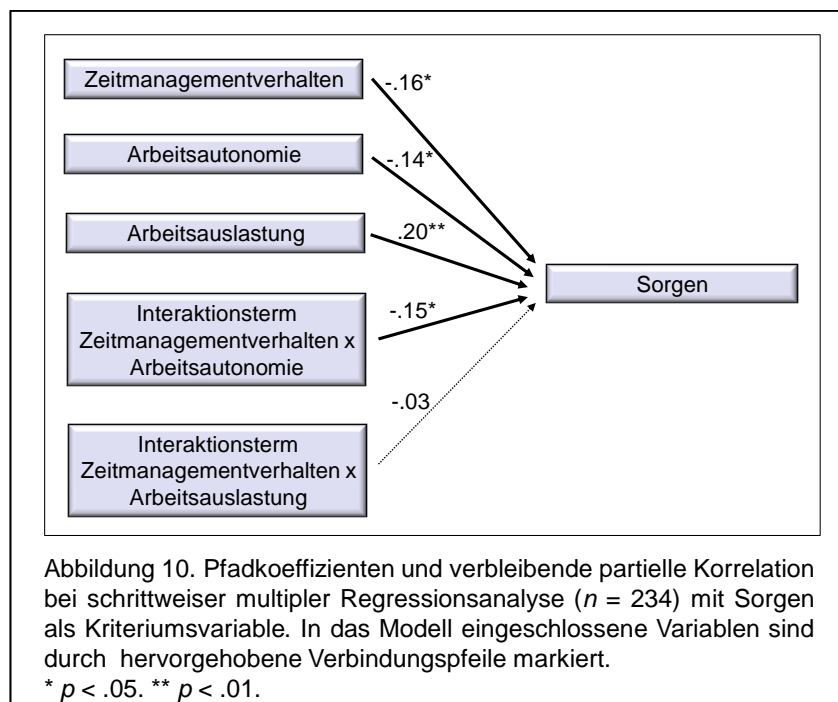 Zeitmanagementverhalten
-.16*
Arbeitsautonomie
-.14*
Arbeitsauslastung
.20**
Sorgen
Interaktionsterm
Zeitmanagementverhalten x
Arbeitsautonomie
-.15*
-.03
Interaktionsterm
Zeitmanagementverhalten x
Arbeitsauslastung
Abbildung 10. Pfadkoeffizienten und verbleibende partielle Korrelation
bei schrittweiser multipler Regressionsanalyse (n = 234) mit Sorgen
als Kriteriumsvariable. In das Modell eingeschlossene Variablen sind
durch hervorgehobene Verbindungspfeile markiert.
* p < .05. ** p < .01.